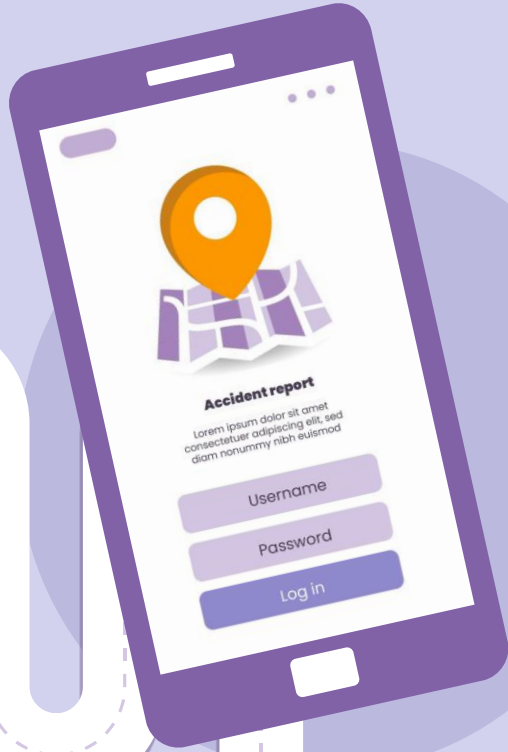 Accident report
Lorem ipsum dolor sit amet
consectetuer adipiscing elit, sed
diam nonummy nibh euismod
Username
Password
Log in